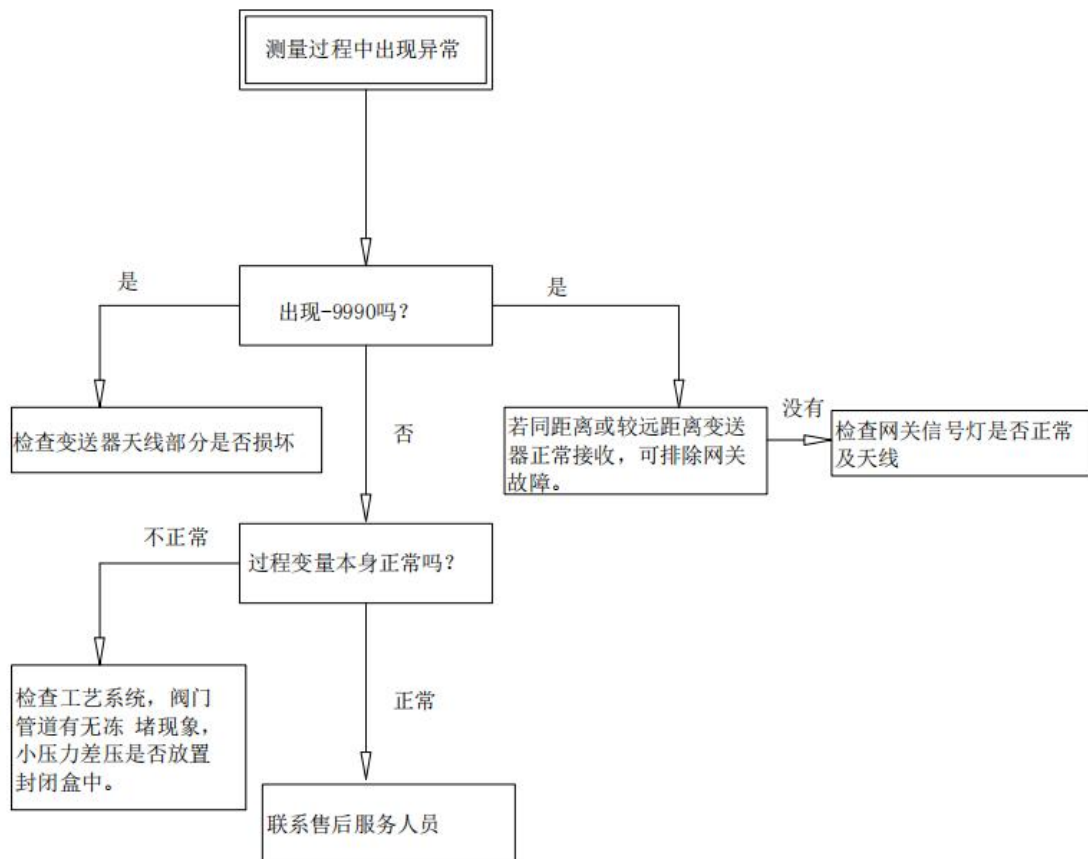 测量过程中出现异常
是
出现-9990吗？
是
检查变送器天线部分是否损坏
否
若同距离或较远距离变送
器正常接收，可排除网关
故障。
没有
检查网关信号灯是否正常
及天线
不正常
过程变量本身正常吗？
检查工艺系统，阀门
管道有无冻 堵现象，
小压力差压是否放置
封闭盒中。
正常
联系售后服务人员